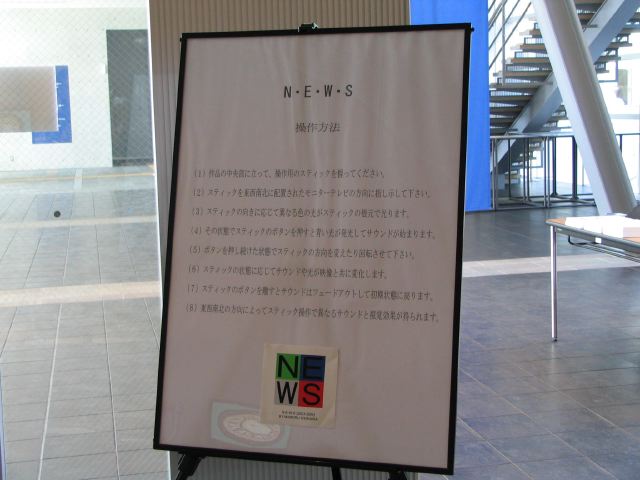 N・E・W・S
操作方法
(1) 作品の中央部に立って、操作用のスティックを握ってください。
(2) スティックを東西南北に配置されたモニターテレビの方向に指し示して下さい。
(3) スティックの向きに応じて異なる色の光がスティックの根元で光ります。
(4) その状態でスティックのボタンを押すと青い光が発光してサウンドが始まります。
(5) ボタンを押し続けた状態でスティックの方向を変えたり回転させて下さい。
(6) スティックの状態に応じてサウンドや光が映像と共に変化します。
(7) スティックのボタンを離すとサウンドはフェードアウトして初期状態に戻ります。
(8) 東西南北の方向によってスティック操作で異なるサウンドと視覚効果が得られます。
NE
WS